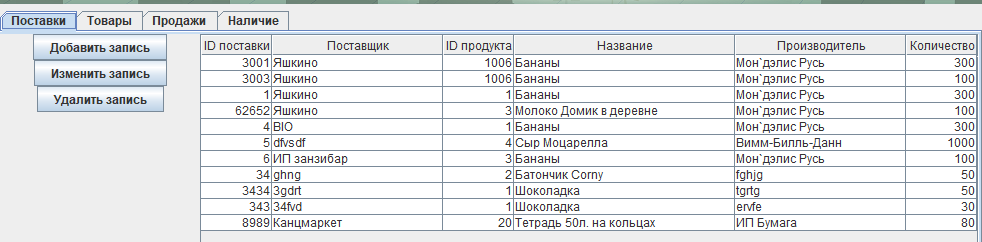 Поставки Товары Продажи Наличие
Добавить запись
Изменить запись
Удалить запись
ID поставки Поставщик ID продукта Название Производитель Количество
3001 Яшкино 1006 Бананы Мон`дэлис Русь 300
3003 Яшкино 1006 Бананы Мон`дэлис Русь 100
1 Яшкино 1 Бананы Мон`дэлис Русь 300
62652 Яшкино 3 Молоко Домик в деревне Мон`дэлис Русь 100
4 BIO 1 Бананы Мон`дэлис Русь 300
5 dfvsdf 4 Сыр Моцарелла Вимм-Билль-Данн 1000
6 ИП занзибар 3 Бананы Мон`дэлис Русь 100
34 ghng 2 Батончик Corny fghjg 50
3434 3gdrt 1 Шоколадка tgrtg 50
343 34fvd 1 Шоколадка ervfe 30
8989 Канцмаркет 20 Тетрадь 50л. на кольцах ИП Бумага 80